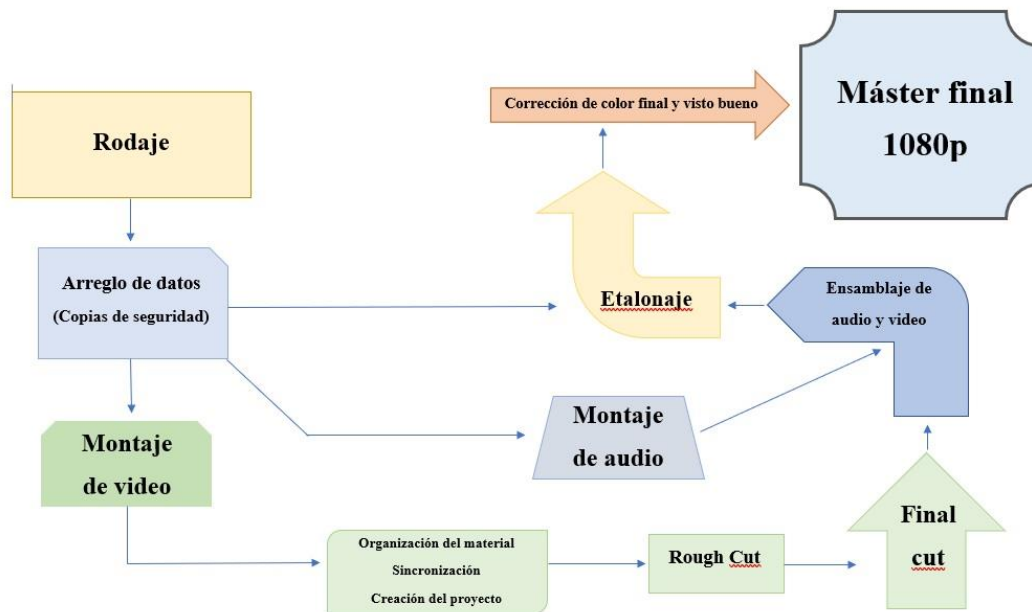 Rodaje
Arreglo de datos
(Copias de seguridad)
Montaje
de video
Organización del material
Sincronización
Creación del proyecto
Rough Cut
Final
cut
Montaje
de audio
Ensamblaje de
audio y video
Etalonaje
Corrección de color final y visto bueno
Máster final
1080p